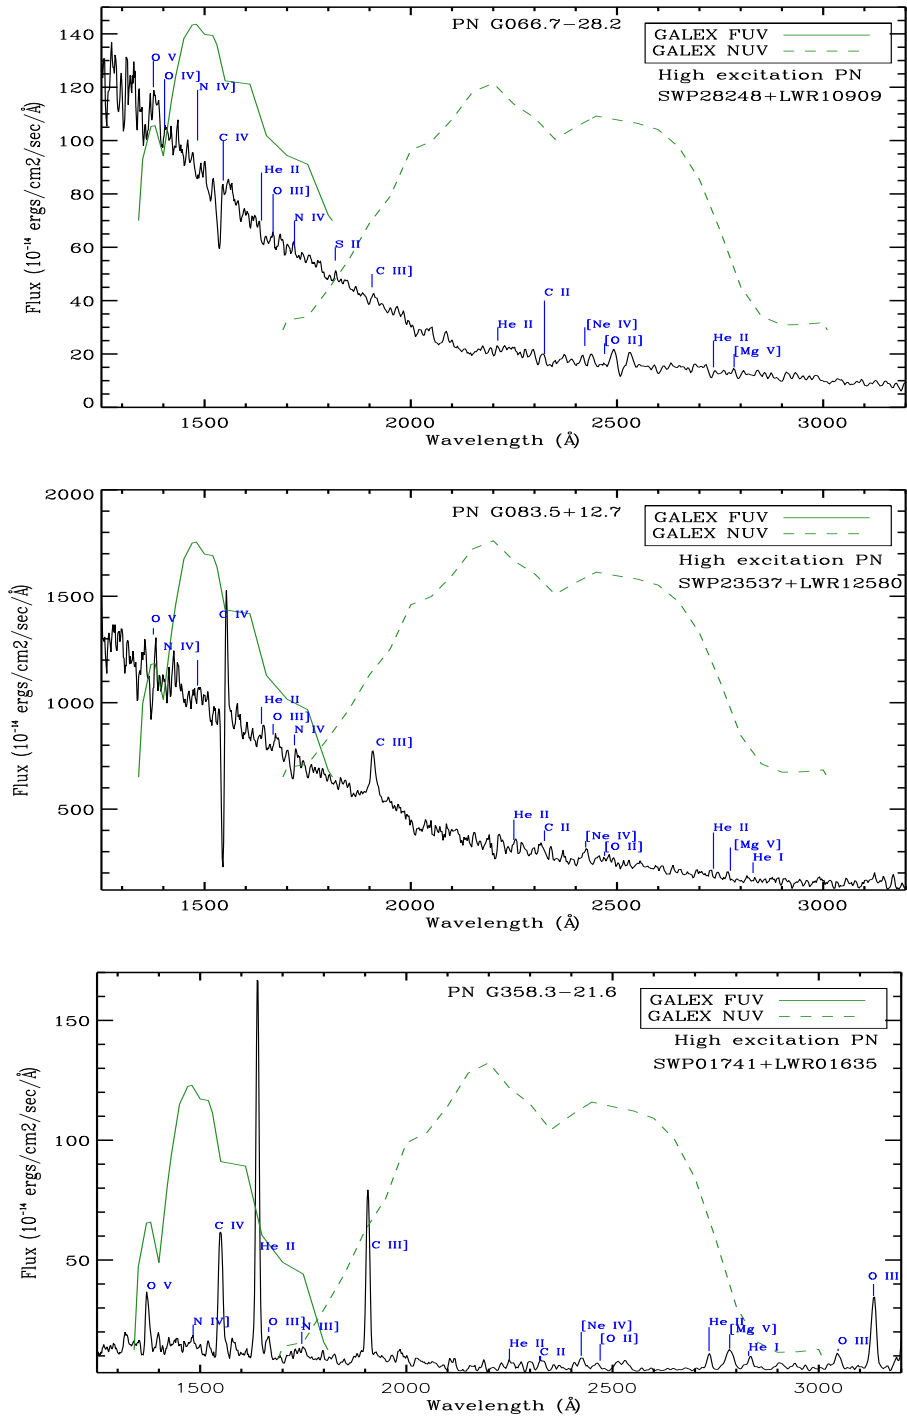 PN G066.7−28.2
GALEX FUV
GALEX NUV
High excitation PN
SWP28248+LWR10909
O V
O IV]
N IV]
C IV
He II
O III]
N IV
S II
C III]
He II
C II
[Ne IV]
[O II]
He II
[Mg V]
140
120
100
80
60
40
20
0
Flux (10⁻¹⁴ ergs/cm2/sec/Å)
1500 2000 2500 3000
Wavelength (Å)
PN G083.5+12.7
GALEX FUV
GALEX NUV
High excitation PN
SWP23537+LWR12580
O V
N IV]
C IV
He II
O III]
N IV
C III]
He II
C II
[Ne IV]
[O II]
He II
[Mg V]
He I
2000
1500
1000
500
Flux (10⁻¹⁴ ergs/cm2/sec/Å)
1500 2000 2500 3000
Wavelength (Å)
PN G358.3−21.6
GALEX FUV
GALEX NUV
High excitation PN
SWP01741+LWR01635
O V
N IV]
C IV
He II
O III]
N III]
C III]
He II
C II
[Ne IV]
[O II]
He II
[Mg V]
He I
O III
O III
150
100
50
Flux (10⁻¹⁴ ergs/cm2/sec/Å)
1500 2000 2500 3000
Wavelength (Å)